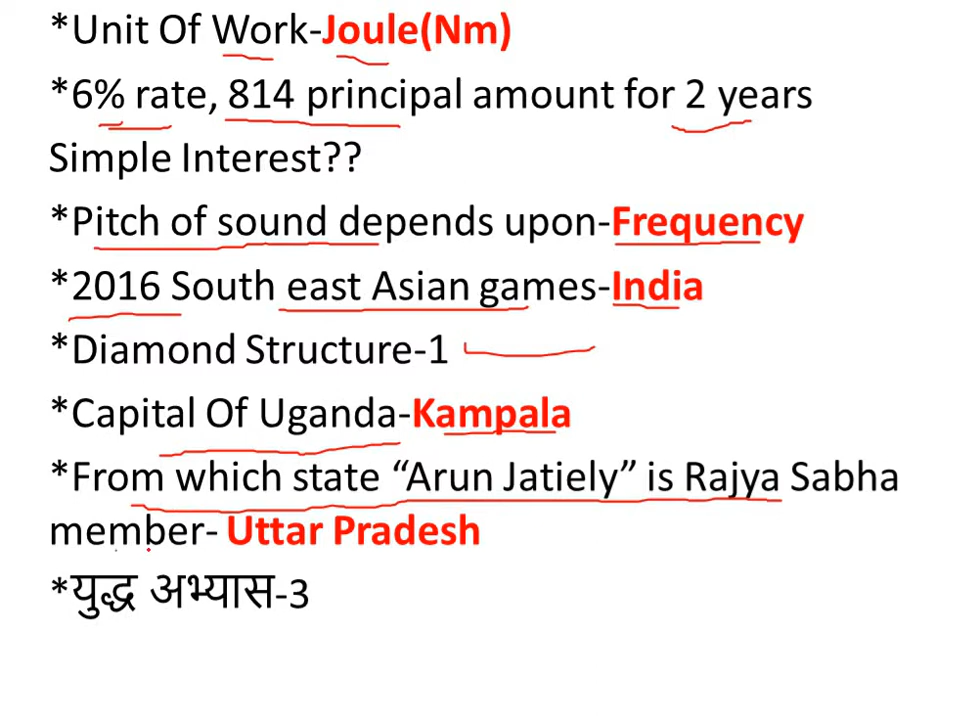 *Unit Of Work-Joule(Nm)
*6% rate, 814 principal amount for 2 years
Simple Interest??
*Pitch of sound depends upon-Frequency
*2016 South east Asian games-India
*Diamond Structure-1
*Capital Of Uganda-Kampala
*From which state “Arun Jatiely” is Rajya Sabha
member- Uttar Pradesh
*युद्ध अभ्यास-3